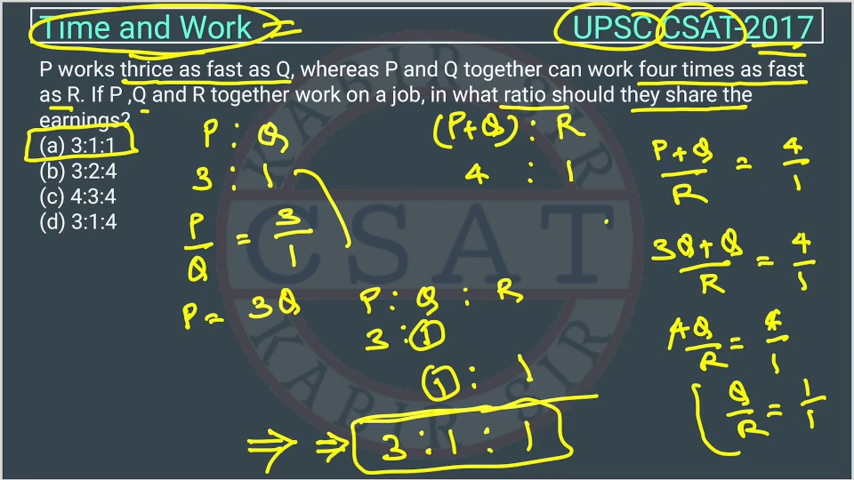 Time and Work =
UPSC CSAT-2017
P works thrice as fast as Q, whereas P and Q together can work four times as fast
as R. If P ,Q and R together work on a job, in what ratio should they share the
earnings?
(a) 3:1:1
(b) 3:2:4
(c) 4:3:4
(d) 3:1:4
P : Q
3 : 1
P/Q = 3/1
P = 3Q
(P+Q) : R
4 : 1
P : Q : R
3 : 1
1 : 1
⇒ ⇒ 3 : 1 : 1
P+Q/R = 4/1
3Q+Q/R = 4/1
4Q/R = 4/1
Q/R = 1/1
CSAT
KABIR